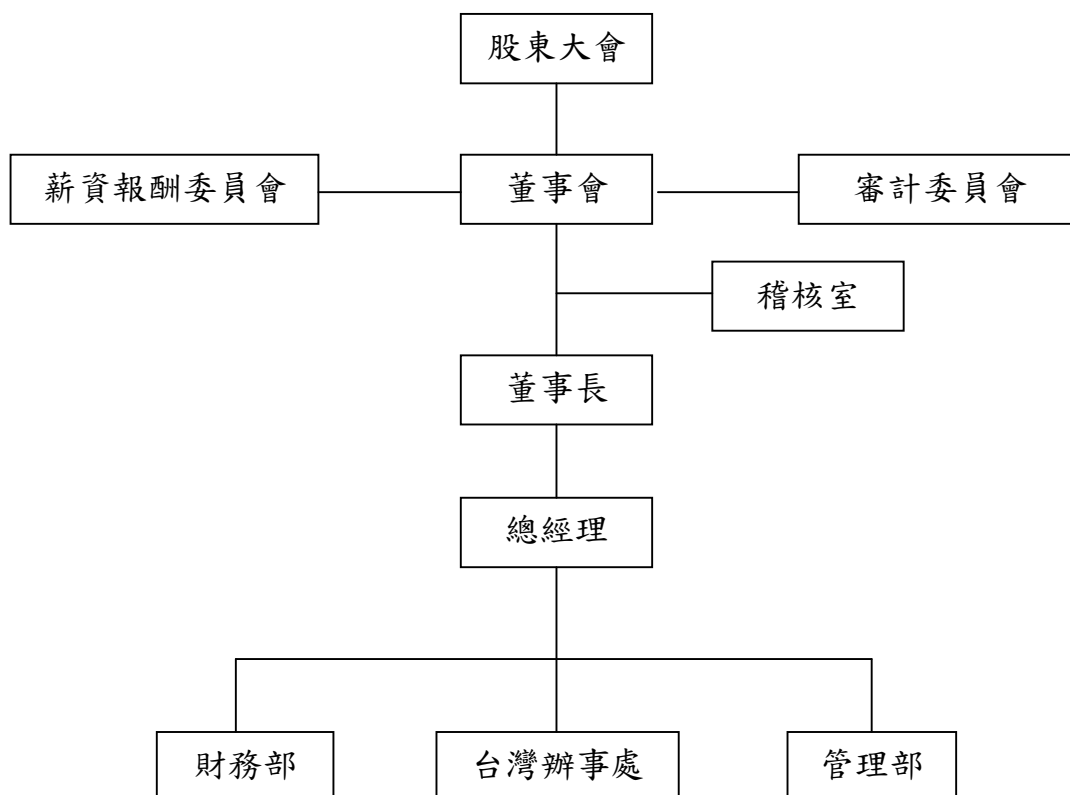 股東大會
薪資報酬委員會
董事會
審計委員會
稽核室
董事長
總經理
財務部
台灣辦事處
管理部